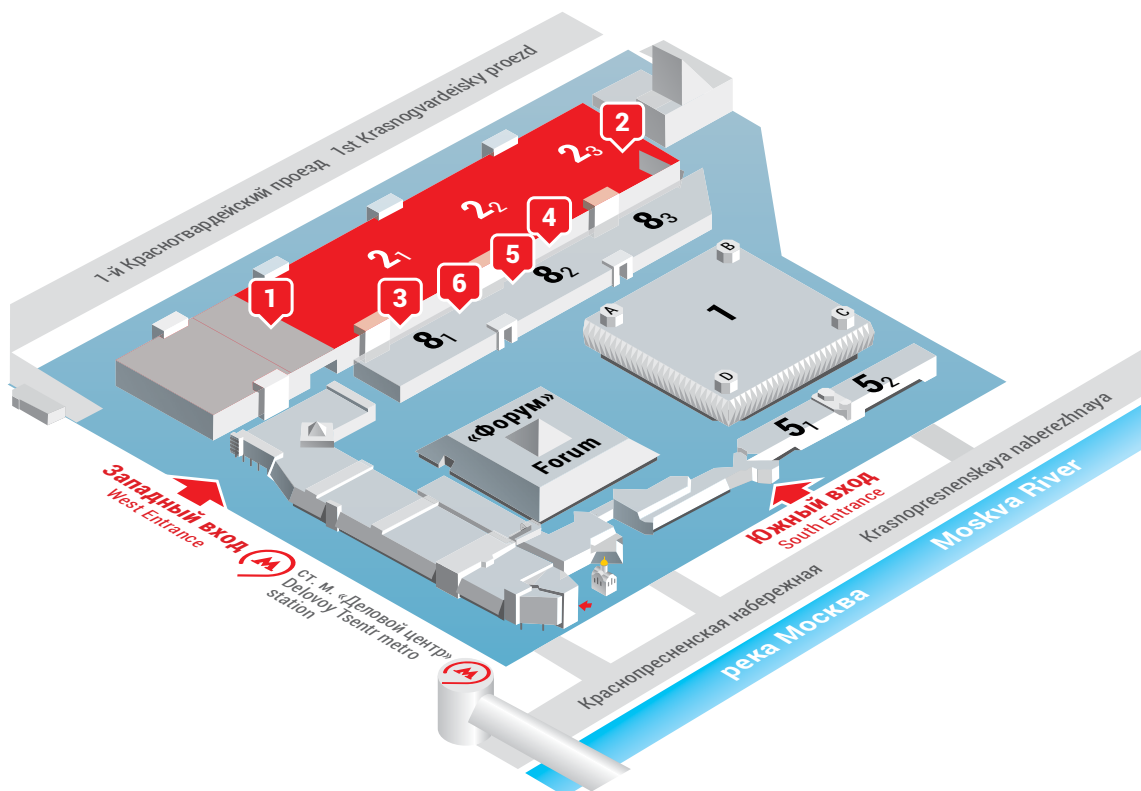 1-й Красногвардейский проезд 1st Krasnogvardeisky proezd
2
2₃
2₂
4
8₃
2₁
5
8₂
B
1
6
3
8₁
A
1
C
D
5₂
5₁
«Форум»
Forum
Западный вход
West Entrance
Южный вход
South Entrance
М
ст. м. «Деловой центр»
Delovoy Tsentr metro
station
М
Краснопресненская набережная Krasnopresnenskaya naberezhnaya
река Москва Moskva River